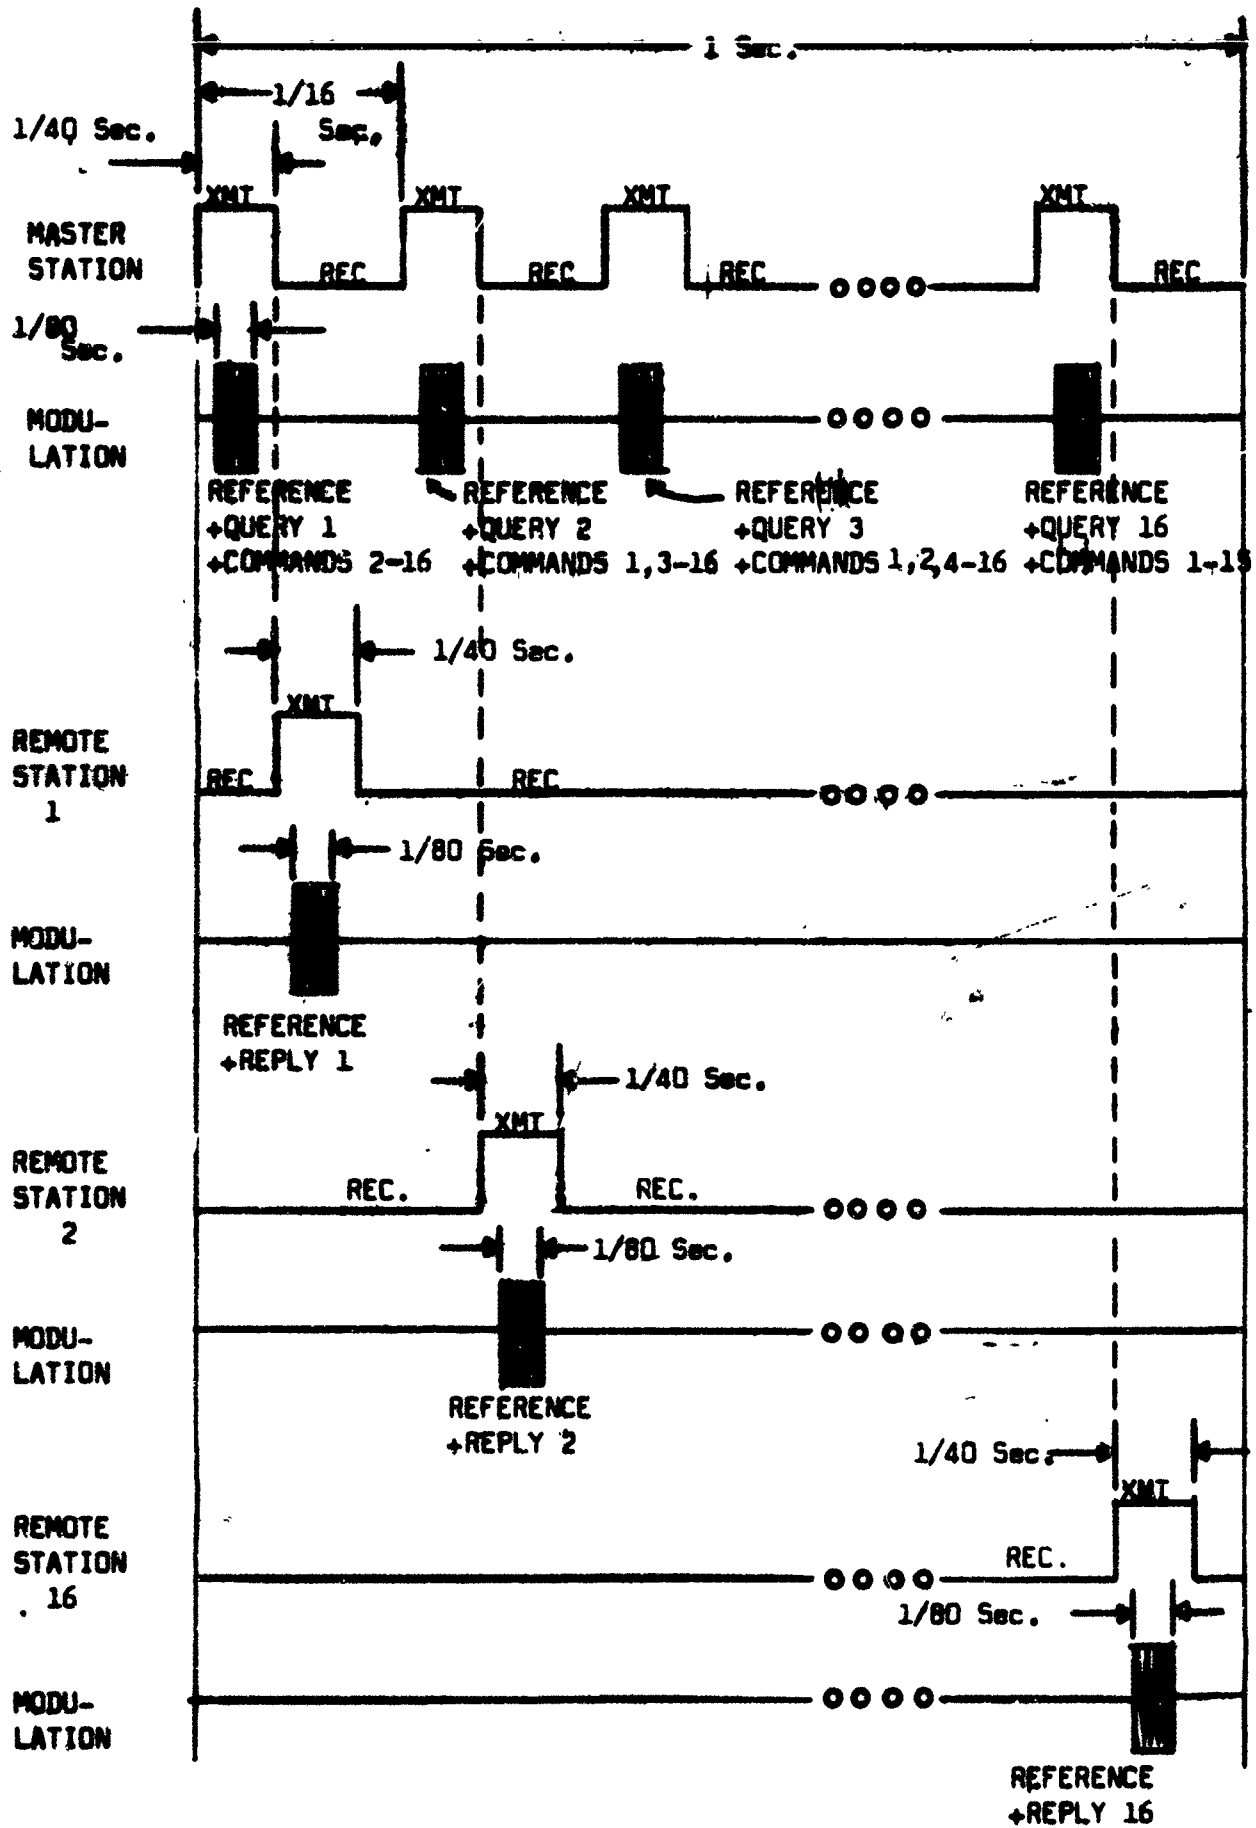 1 Sec.
1/16
Sec.
1/40 Sec.
XMT
XMT
XMT
XMT
MASTER
STATION
REC
REC
REC
REC
1/80
Sec.
MODU-
LATION
REFERENCE
+QUERY 1
+COMMANDS 2-16
REFERENCE
+QUERY 2
+COMMANDS 1,3-16
REFERENCE
+QUERY 3
+COMMANDS 1,2,4-16
REFERENCE
+QUERY 16
+COMMANDS 1-15
1/40 Sec.
XMT
REMOTE
STATION
1
REC
REC
1/80 Sec.
MODU-
LATION
REFERENCE
+REPLY 1
1/40 Sec.
XMT
REMOTE
STATION
2
REC.
REC.
1/80 Sec.
MODU-
LATION
REFERENCE
+REPLY 2
1/40 Sec.
XMT
REMOTE
STATION
16
REC.
1/80 Sec.
MODU-
LATION
REFERENCE
+REPLY 16